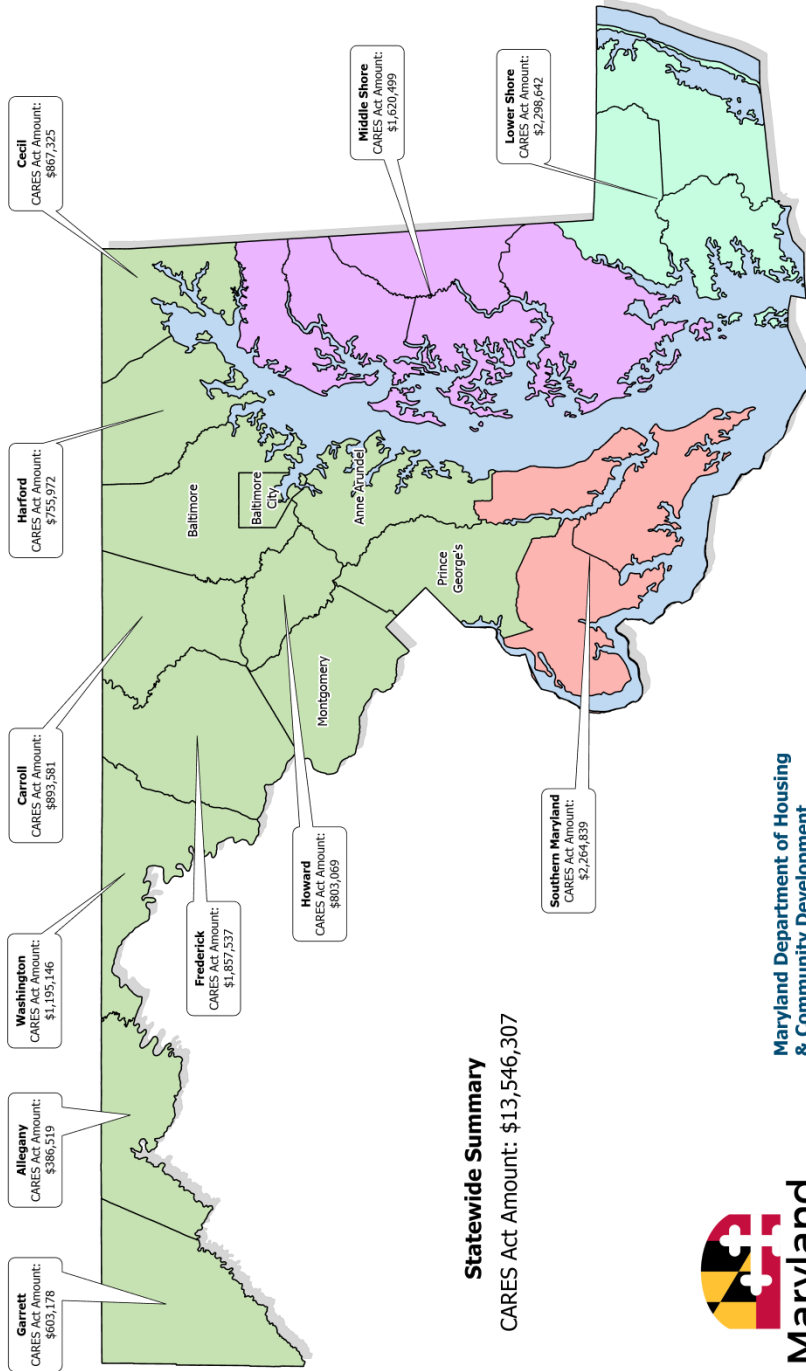 Garrett
CARES Act Amount:
$603,178
Allegany
CARES Act Amount:
$386,519
Washington
CARES Act Amount:
$1,195,146
Carroll
CARES Act Amount:
$893,581
Harford
CARES Act Amount:
$755,972
Cecil
CARES Act Amount:
$867,325
Frederick
CARES Act Amount:
$1,857,537
Howard
CARES Act Amount:
$803,069
Baltimore
Baltimore
City
Anne Arundel
Montgomery
Prince
George's
Middle Shore
CARES Act Amount:
$1,620,499
Lower Shore
CARES Act Amount:
$2,298,642
Southern Maryland
CARES Act Amount:
$2,264,839
Statewide Summary
CARES Act Amount: $13,546,307
Maryland
Maryland Department of Housing
& Community Development